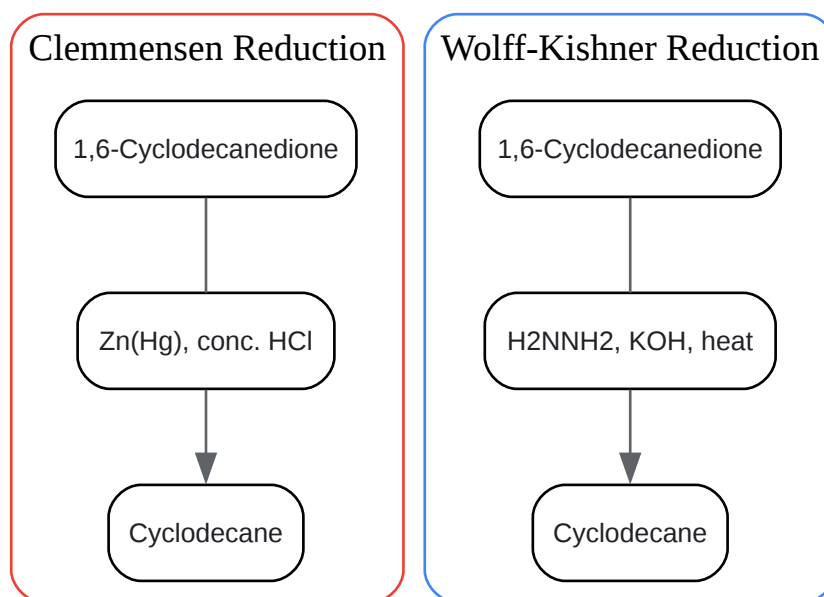 Clemmensen Reduction
1,6-Cyclodecanedione
Zn(Hg), conc. HCl
Cyclodecane
Wolff-Kishner Reduction
1,6-Cyclodecanedione
H2NNH2, KOH, heat
Cyclodecane